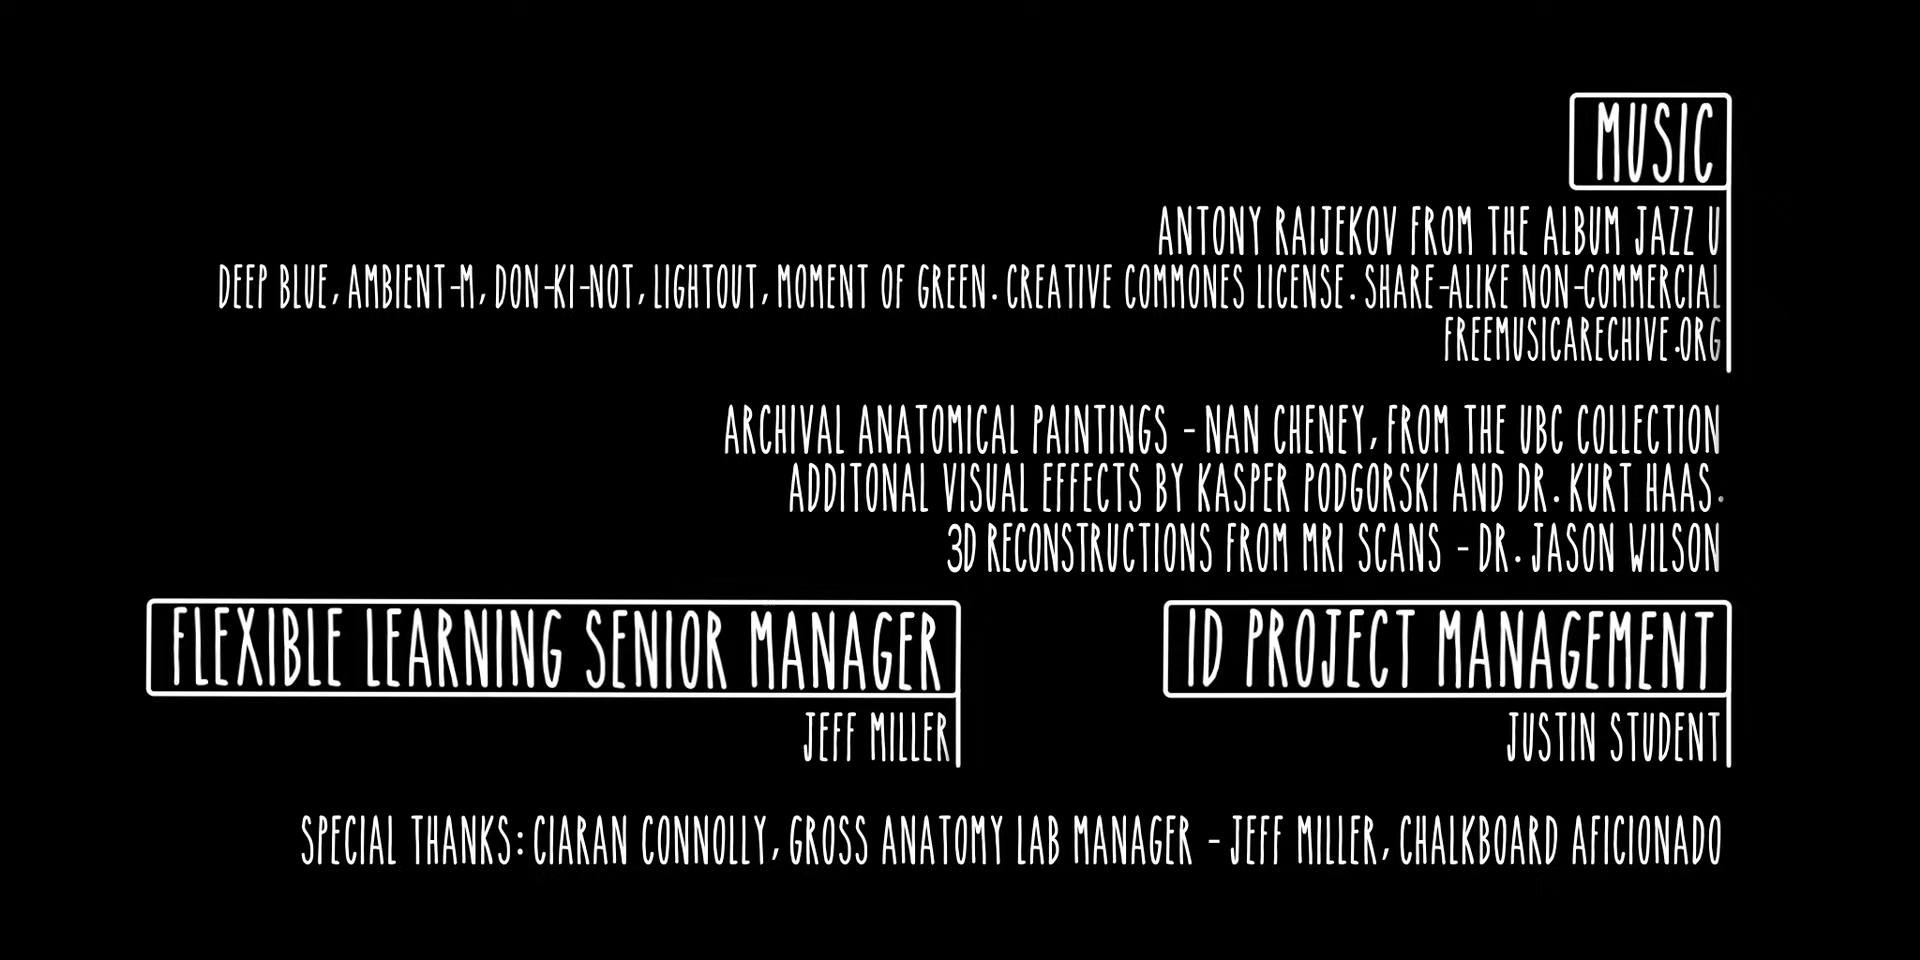 MUSIC
ANTONY RAIJEKOV FROM THE ALBUM JAZZ U
DEEP BLUE, AMBIENT-M, DON-KI-NOT, LIGHTOUT, MOMENT OF GREEN. CREATIVE COMMONES LICENSE. SHARE-ALIKE NON-COMMERCIAL
FREEMUSICARECHIVE.ORG
ARCHIVAL ANATOMICAL PAINTINGS - NAN CHENEY, FROM THE UBC COLLECTION
ADDITONAL VISUAL EFFECTS BY KASPER PODGORSKI AND DR. KURT HAAS.
3D RECONSTRUCTIONS FROM MRI SCANS - DR. JASON WILSON
FLEXIBLE LEARNING SENIOR MANAGER
JEFF MILLER
ID PROJECT MANAGEMENT
JUSTIN STUDENT
SPECIAL THANKS: CIARAN CONNOLLY, GROSS ANATOMY LAB MANAGER - JEFF MILLER, CHALKBOARD AFICIONADO